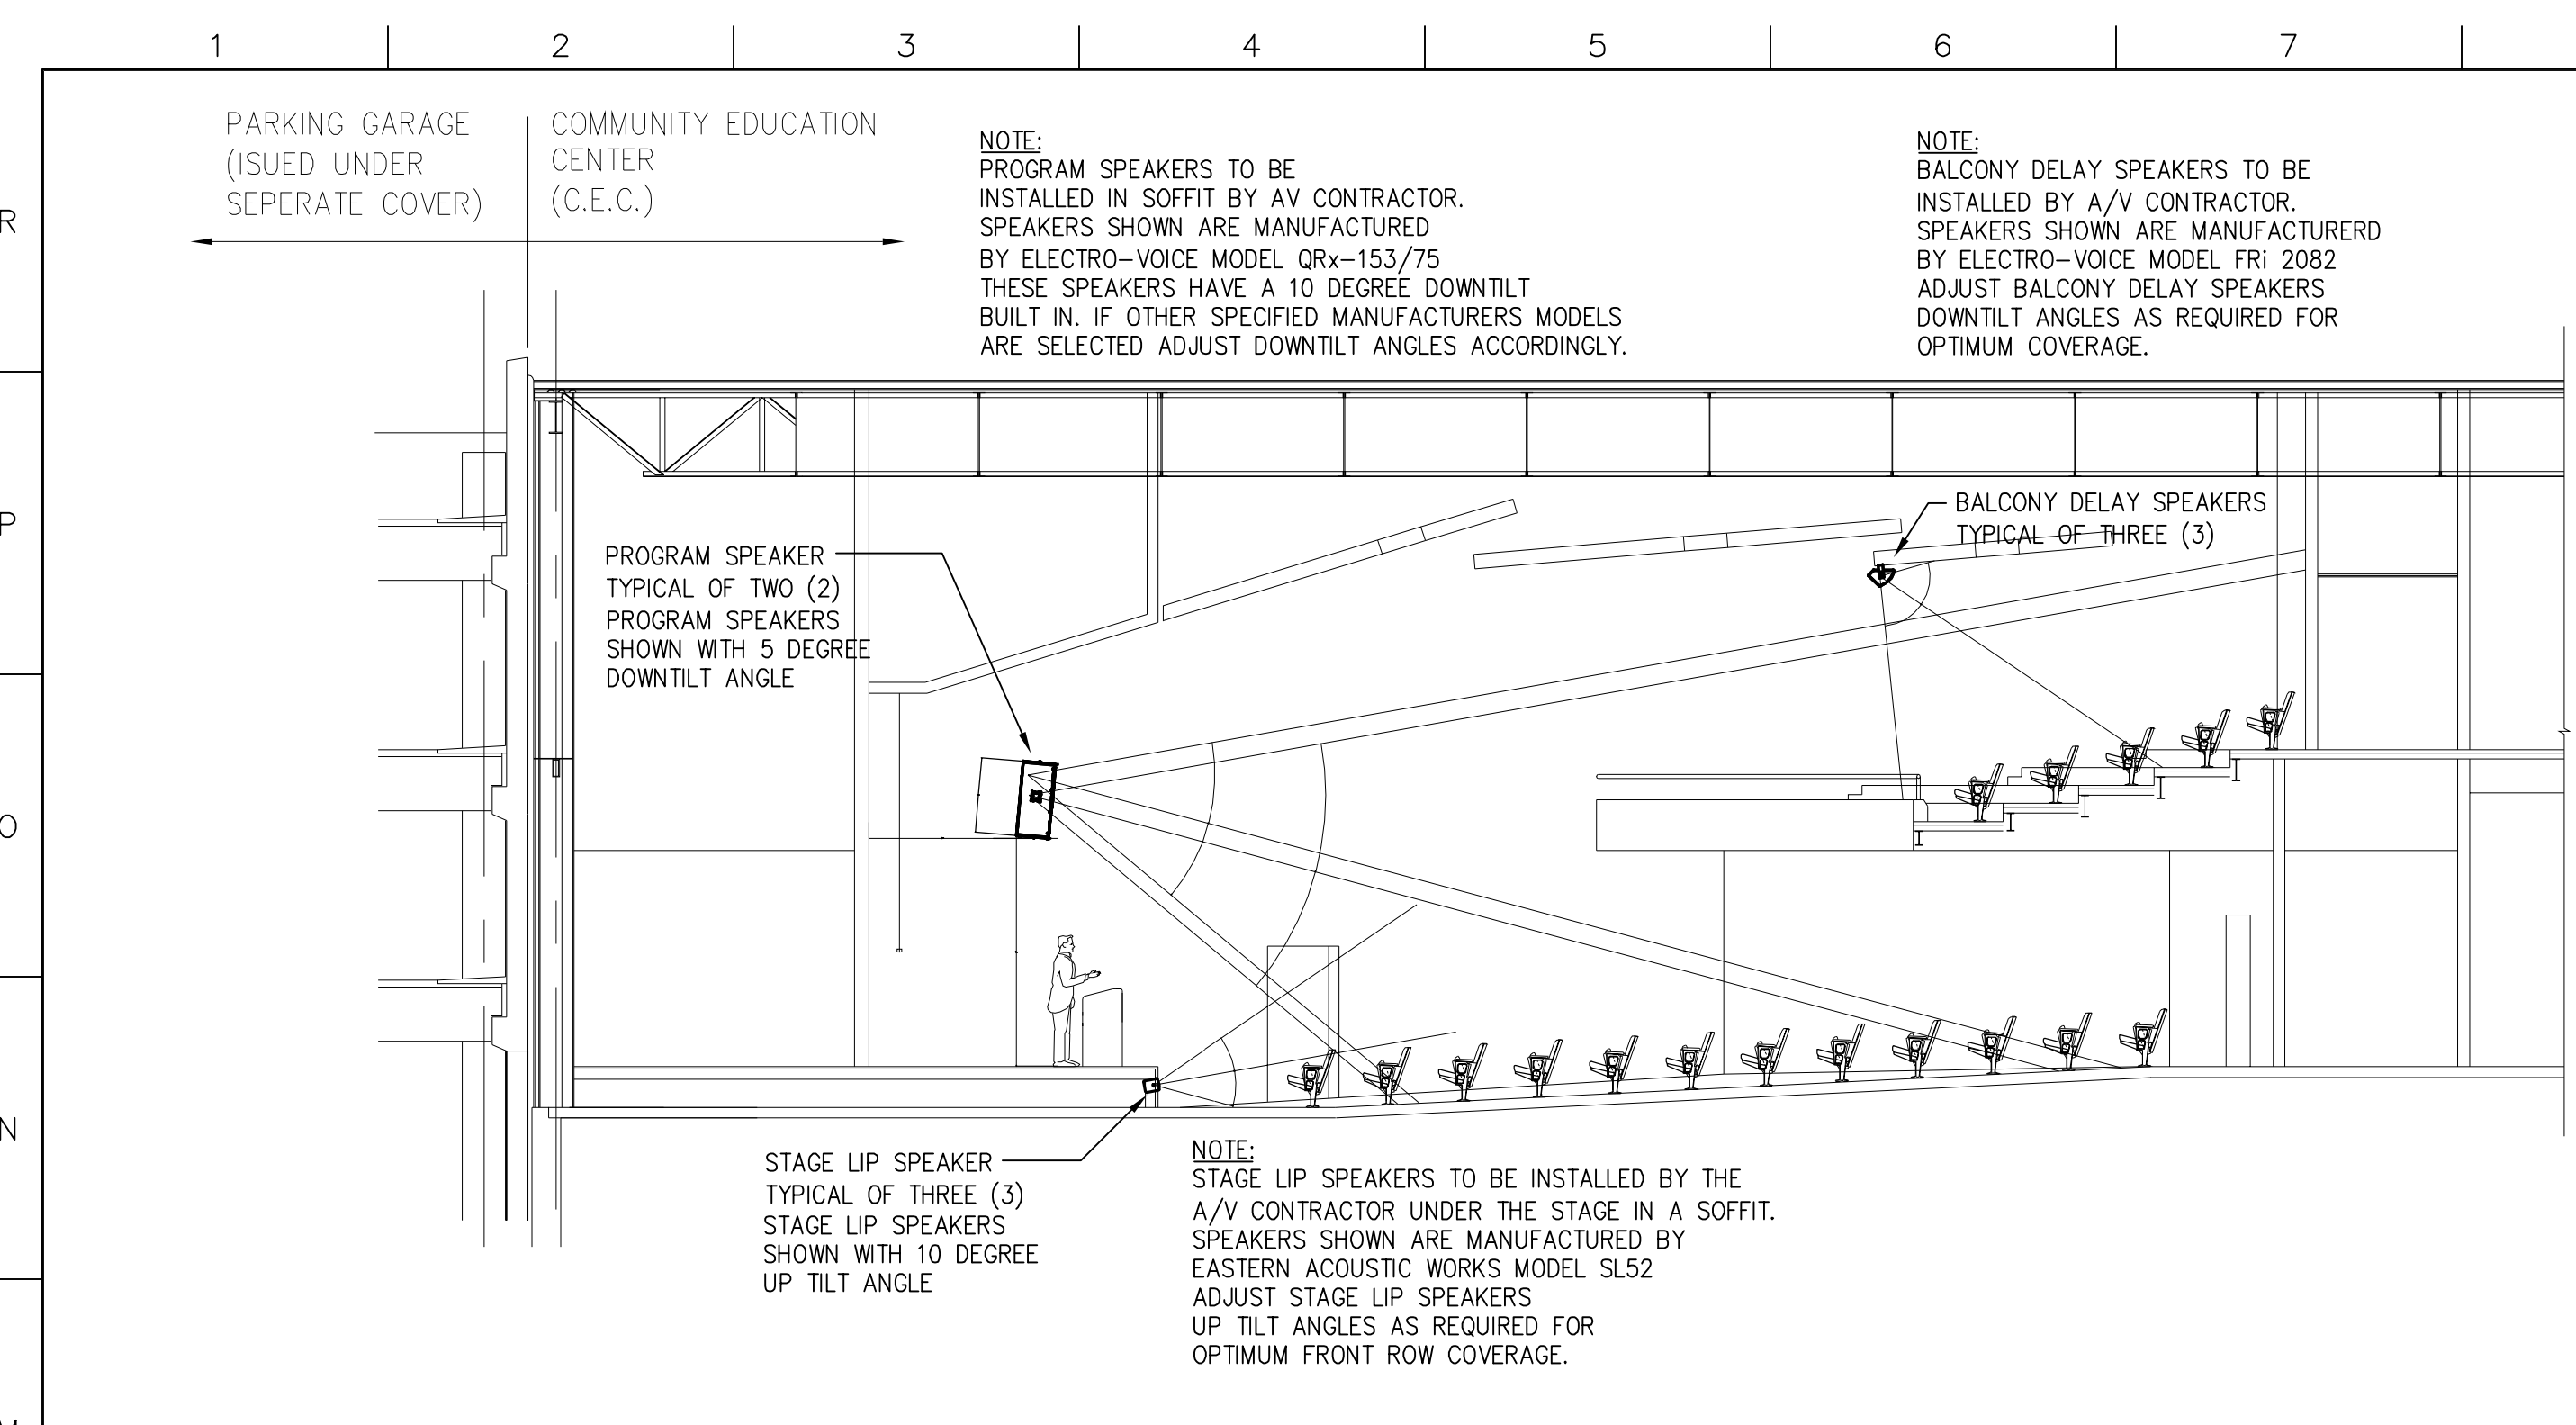 1
2
3
4
5
6
7
PARKING GARAGE
(ISUED UNDER
SEPERATE COVER)
COMMUNITY EDUCATION
CENTER
(C.E.C.)
NOTE:
PROGRAM SPEAKERS TO BE
INSTALLED IN SOFFIT BY AV CONTRACTOR.
SPEAKERS SHOWN ARE MANUFACTURED
BY ELECTRO-VOICE MODEL QRx-153/75
THESE SPEAKERS HAVE A 10 DEGREE DOWNTILT
BUILT IN. IF OTHER SPECIFIED MANUFACTURERS MODELS
ARE SELECTED ADJUST DOWNTILT ANGLES ACCORDINGLY.
NOTE:
BALCONY DELAY SPEAKERS TO BE
INSTALLED BY A/V CONTRACTOR.
SPEAKERS SHOWN ARE MANUFACTURERD
BY ELECTRO-VOICE MODEL FRi 2082
ADJUST BALCONY DELAY SPEAKERS
DOWNTILT ANGLES AS REQUIRED FOR
OPTIMUM COVERAGE.
R
P
BALCONY DELAY SPEAKERS
TYPICAL OF THREE (3)
PROGRAM SPEAKER
TYPICAL OF TWO (2)
PROGRAM SPEAKERS
SHOWN WITH 5 DEGREE
DOWNTILT ANGLE
O
N
STAGE LIP SPEAKER
TYPICAL OF THREE (3)
STAGE LIP SPEAKERS
SHOWN WITH 10 DEGREE
UP TILT ANGLE
NOTE:
STAGE LIP SPEAKERS TO BE INSTALLED BY THE
A/V CONTRACTOR UNDER THE STAGE IN A SOFFIT.
SPEAKERS SHOWN ARE MANUFACTURED BY
EASTERN ACOUSTIC WORKS MODEL SL52
ADJUST STAGE LIP SPEAKERS
UP TILT ANGLES AS REQUIRED FOR
OPTIMUM FRONT ROW COVERAGE.